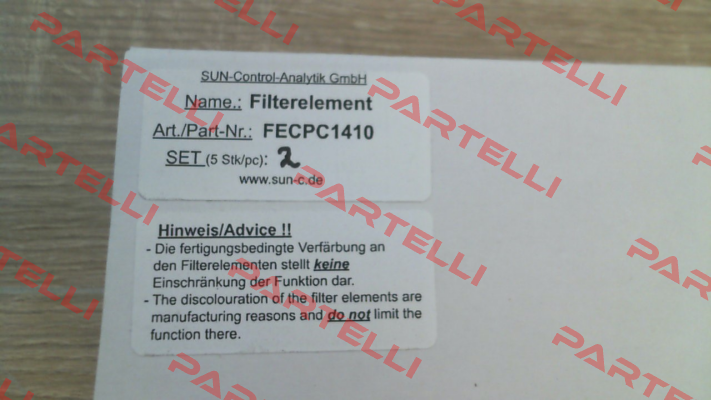 SUN-Control-Analytik GmbH
Name.: Filterelement
Art./Part-Nr.: FECPC1410
SET (5 Stk/pc): 2
www.sun-c.de
Hinweis/Advice !!
- Die fertigungsbedingte Verfärbung an
den Filterelementen stellt keine
Einschränkung der Funktion dar.
- The discolouration of the filter elements are
manufacturing reasons and do not limit the
function there.
PARTELLI
PARTELLI
PARTELLI
PARTELLI
PARTELLI
PARTELLI
PARTELLI
PARTELLI